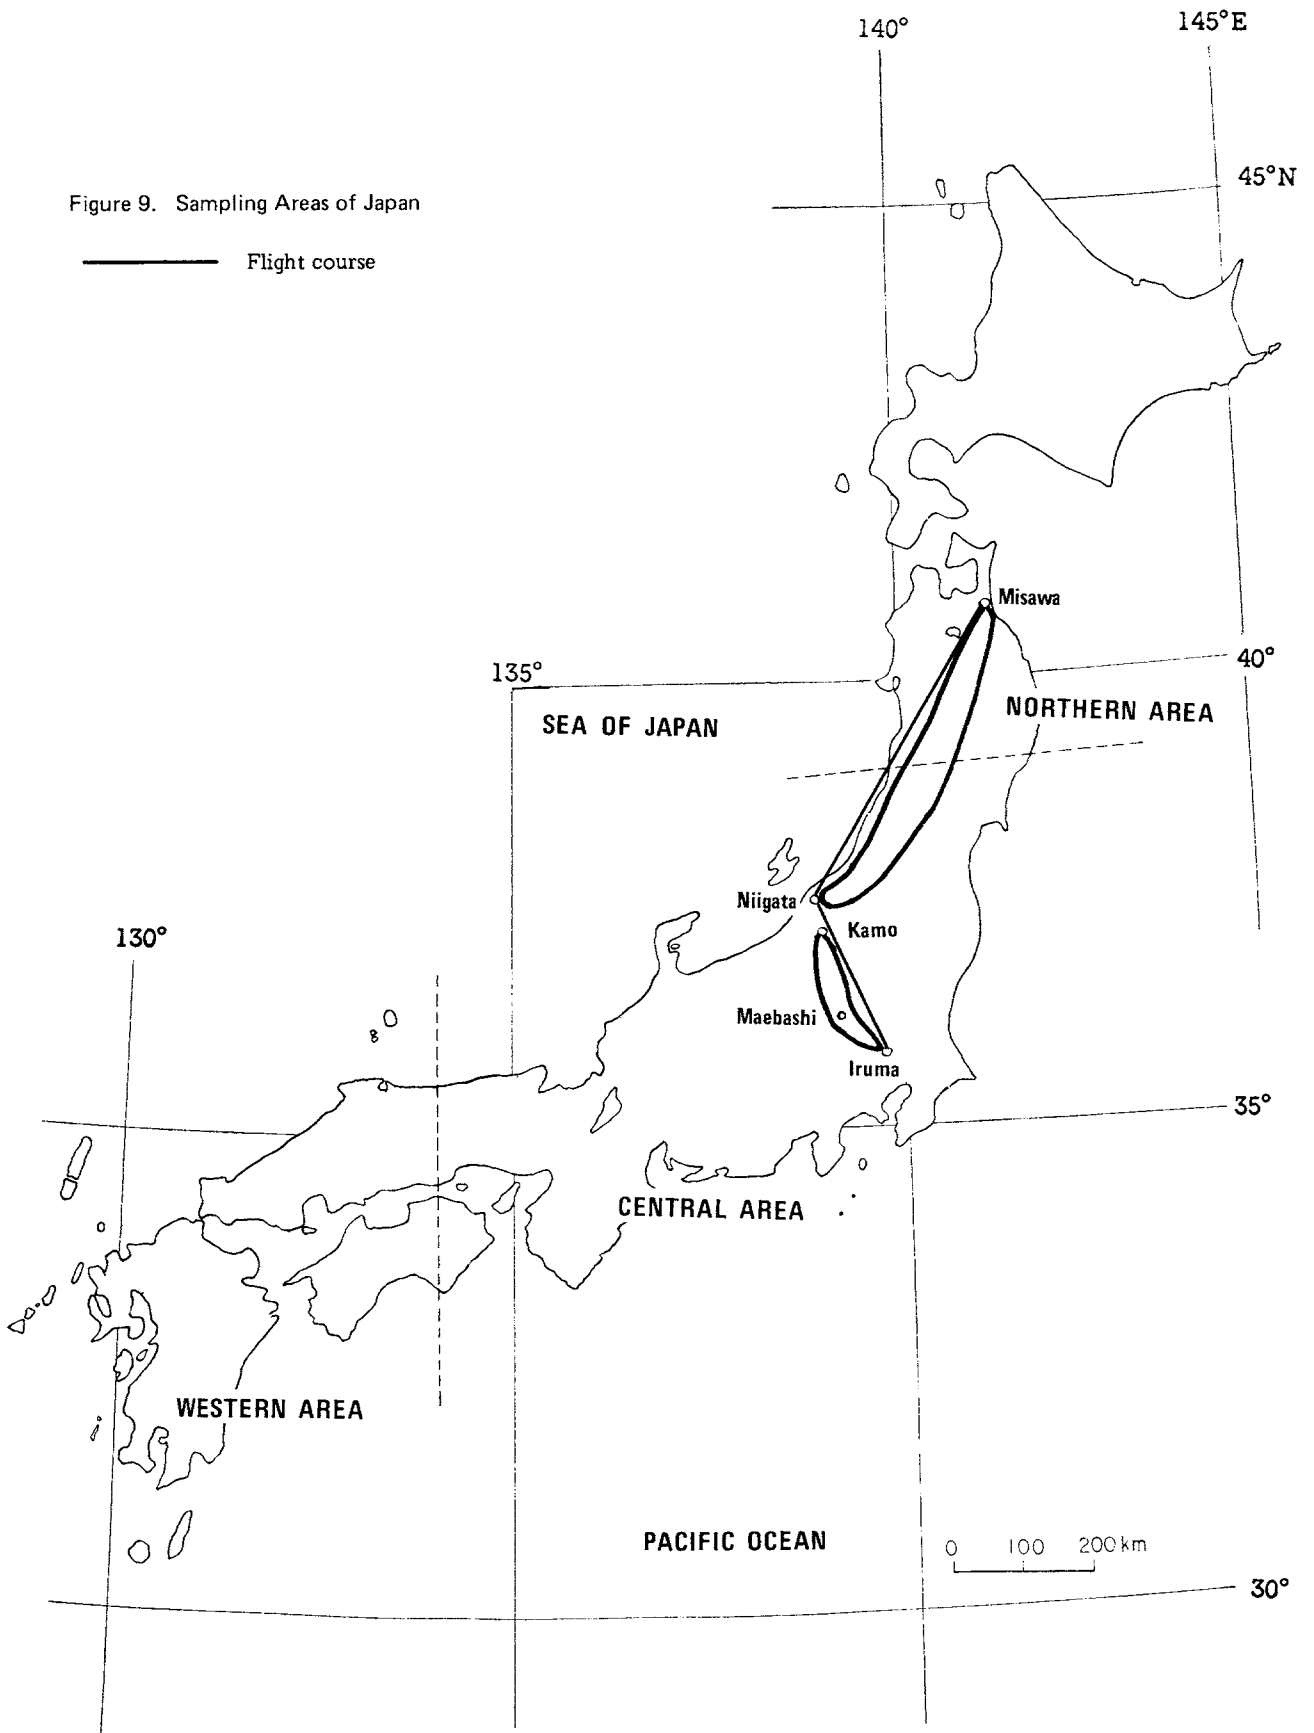 140°
145°E
45°N
Figure 9. Sampling Areas of Japan
Flight course
Misawa
40°
135°
NORTHERN AREA
SEA OF JAPAN
Niigata
Kamo
130°
Maebashi
Iruma
35°
CENTRAL AREA
WESTERN AREA
PACIFIC OCEAN
0 100 200 km
30°